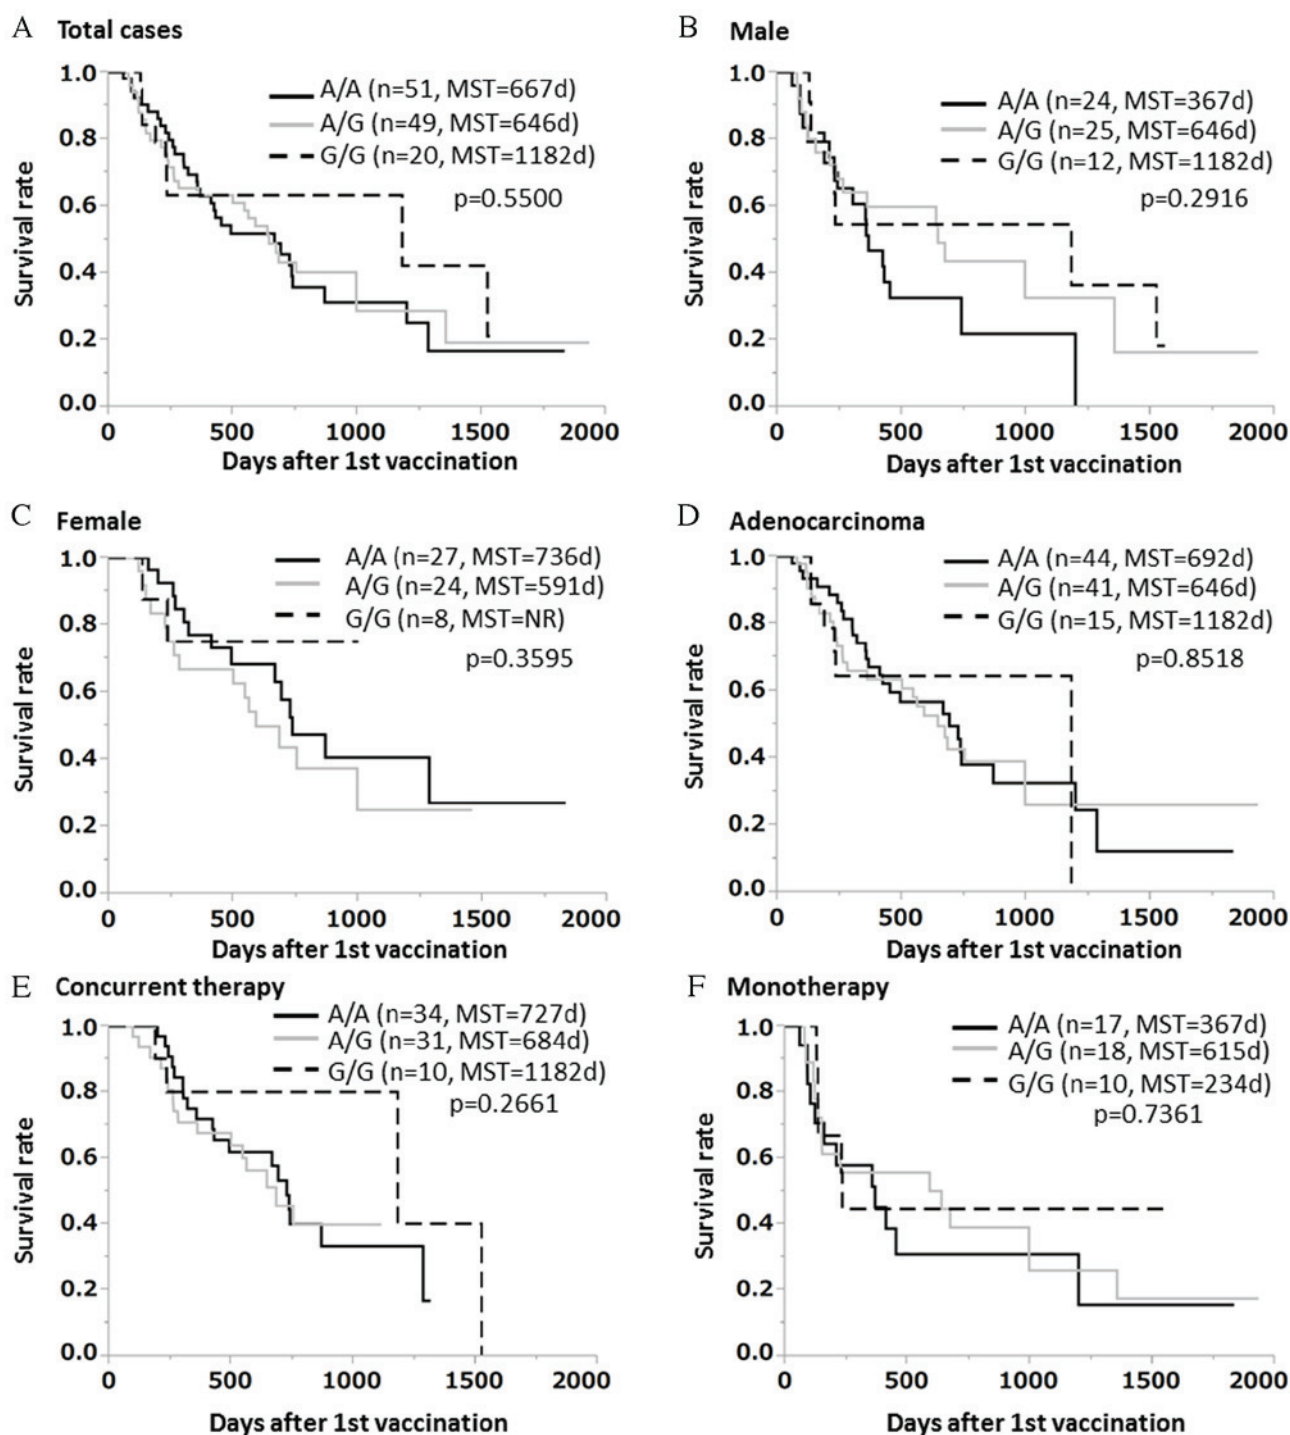 A Total cases
Survival rate
1.0
0.8
0.6
0.4
0.2
0.0
A/A (n=51, MST=667d)
A/G (n=49, MST=646d)
G/G (n=20, MST=1182d)
p=0.5500
0 500 1000 1500 2000
Days after 1st vaccination
B Male
Survival rate
1.0
0.8
0.6
0.4
0.2
0.0
A/A (n=24, MST=367d)
A/G (n=25, MST=646d)
G/G (n=12, MST=1182d)
p=0.2916
0 500 1000 1500 2000
Days after 1st vaccination
C Female
Survival rate
1.0
0.8
0.6
0.4
0.2
0.0
A/A (n=27, MST=736d)
A/G (n=24, MST=591d)
G/G (n=8, MST=NR)
p=0.3595
0 500 1000 1500 2000
Days after 1st vaccination
D Adenocarcinoma
Survival rate
1.0
0.8
0.6
0.4
0.2
0.0
A/A (n=44, MST=692d)
A/G (n=41, MST=646d)
G/G (n=15, MST=1182d)
p=0.8518
0 500 1000 1500 2000
Days after 1st vaccination
E Concurrent therapy
Survival rate
1.0
0.8
0.6
0.4
0.2
0.0
A/A (n=34, MST=727d)
A/G (n=31, MST=684d)
G/G (n=10, MST=1182d)
p=0.2661
0 500 1000 1500 2000
Days after 1st vaccination
F Monotherapy
Survival rate
1.0
0.8
0.6
0.4
0.2
0.0
A/A (n=17, MST=367d)
A/G (n=18, MST=615d)
G/G (n=10, MST=234d)
p=0.7361
0 500 1000 1500 2000
Days after 1st vaccination